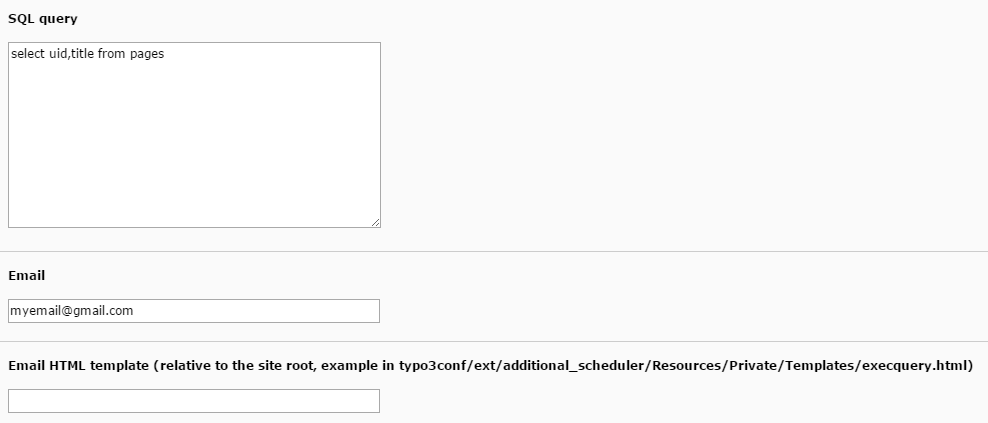 SQL query
select uid,title from pages
Email
myemail@gmail.com
Email HTML template (relative to the site root, example in typo3conf/ext/additional_scheduler/Resources/Private/Templates/execquery.html)